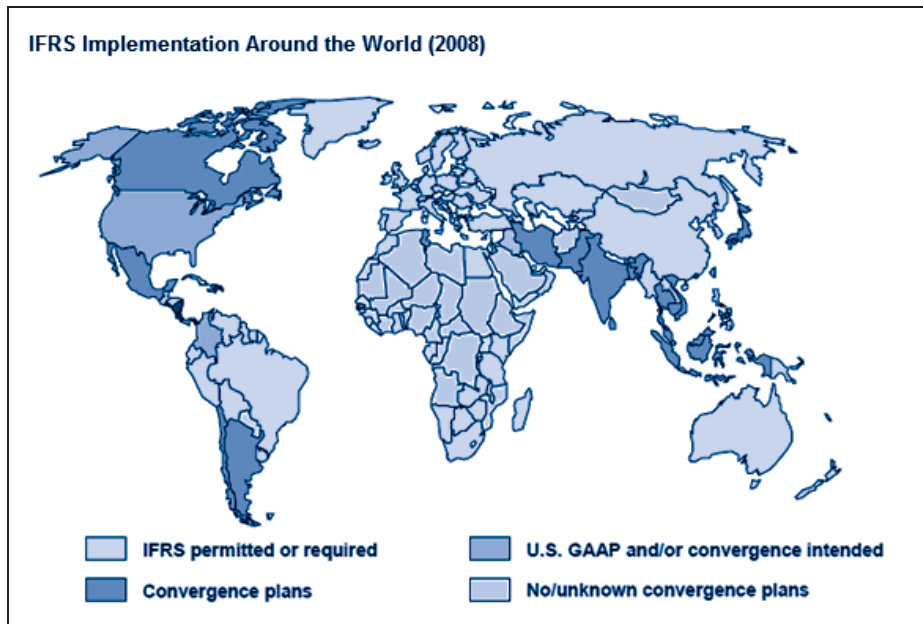 IFRS Implementation Around the World (2008)
IFRS permitted or required
U.S. GAAP and/or convergence intended
Convergence plans
No/unknown convergence plans